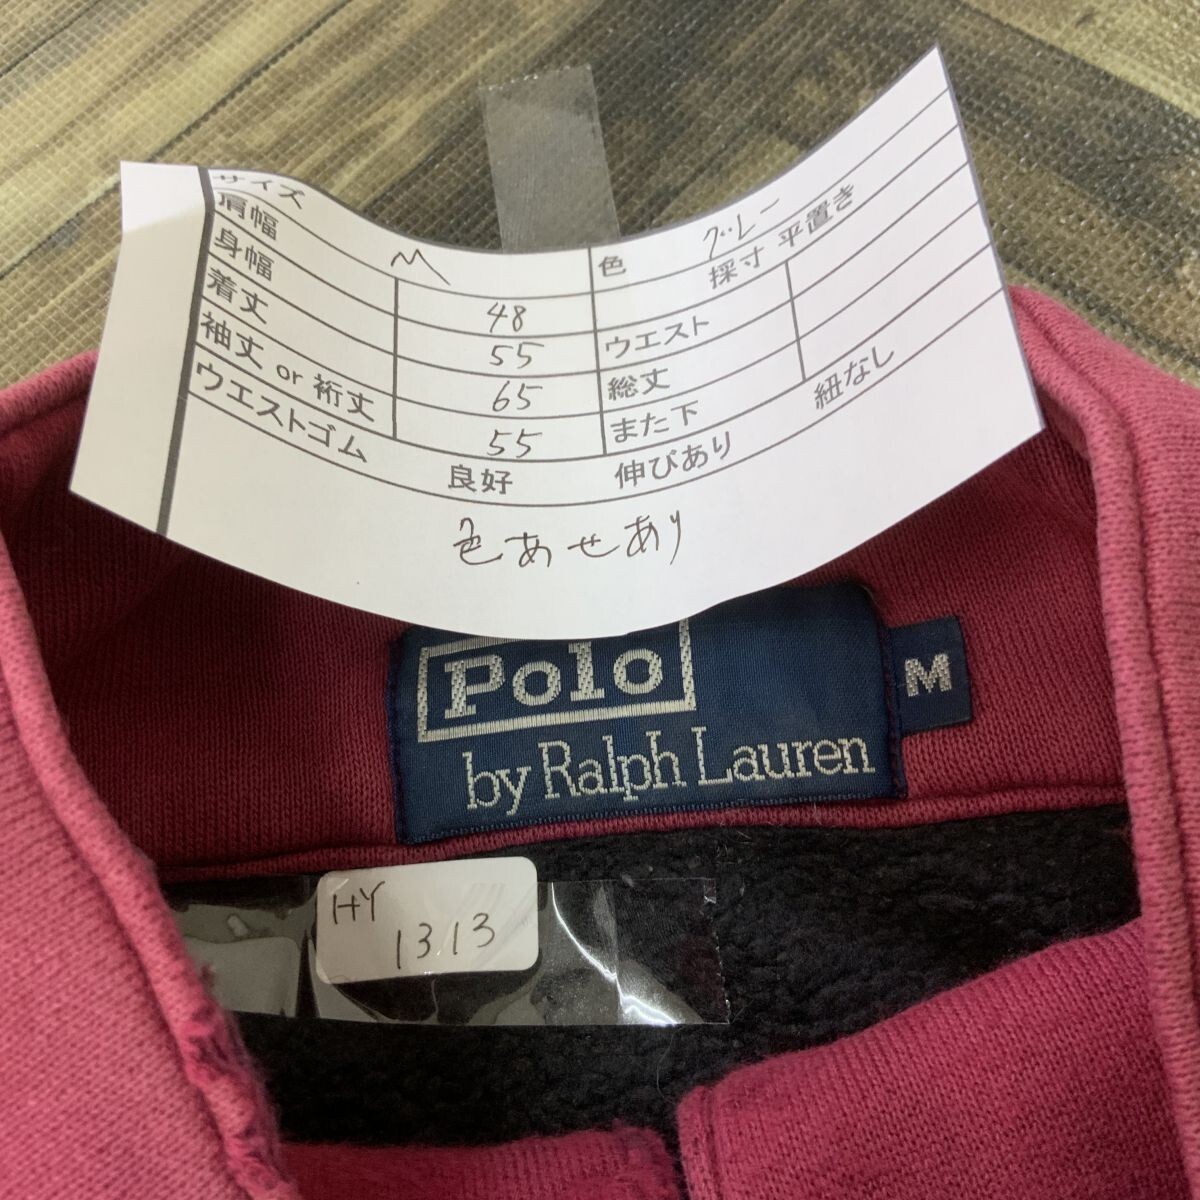 サイズ M 色 グレー
肩幅 48 採寸 平置き
身幅 55 ウエスト
着丈 65 総丈
袖丈 or 裄丈 55 また下
ウエストゴム 良好 伸びあり 紐なし
色あせあり
Polo
by Ralph Lauren
M
HY
1313